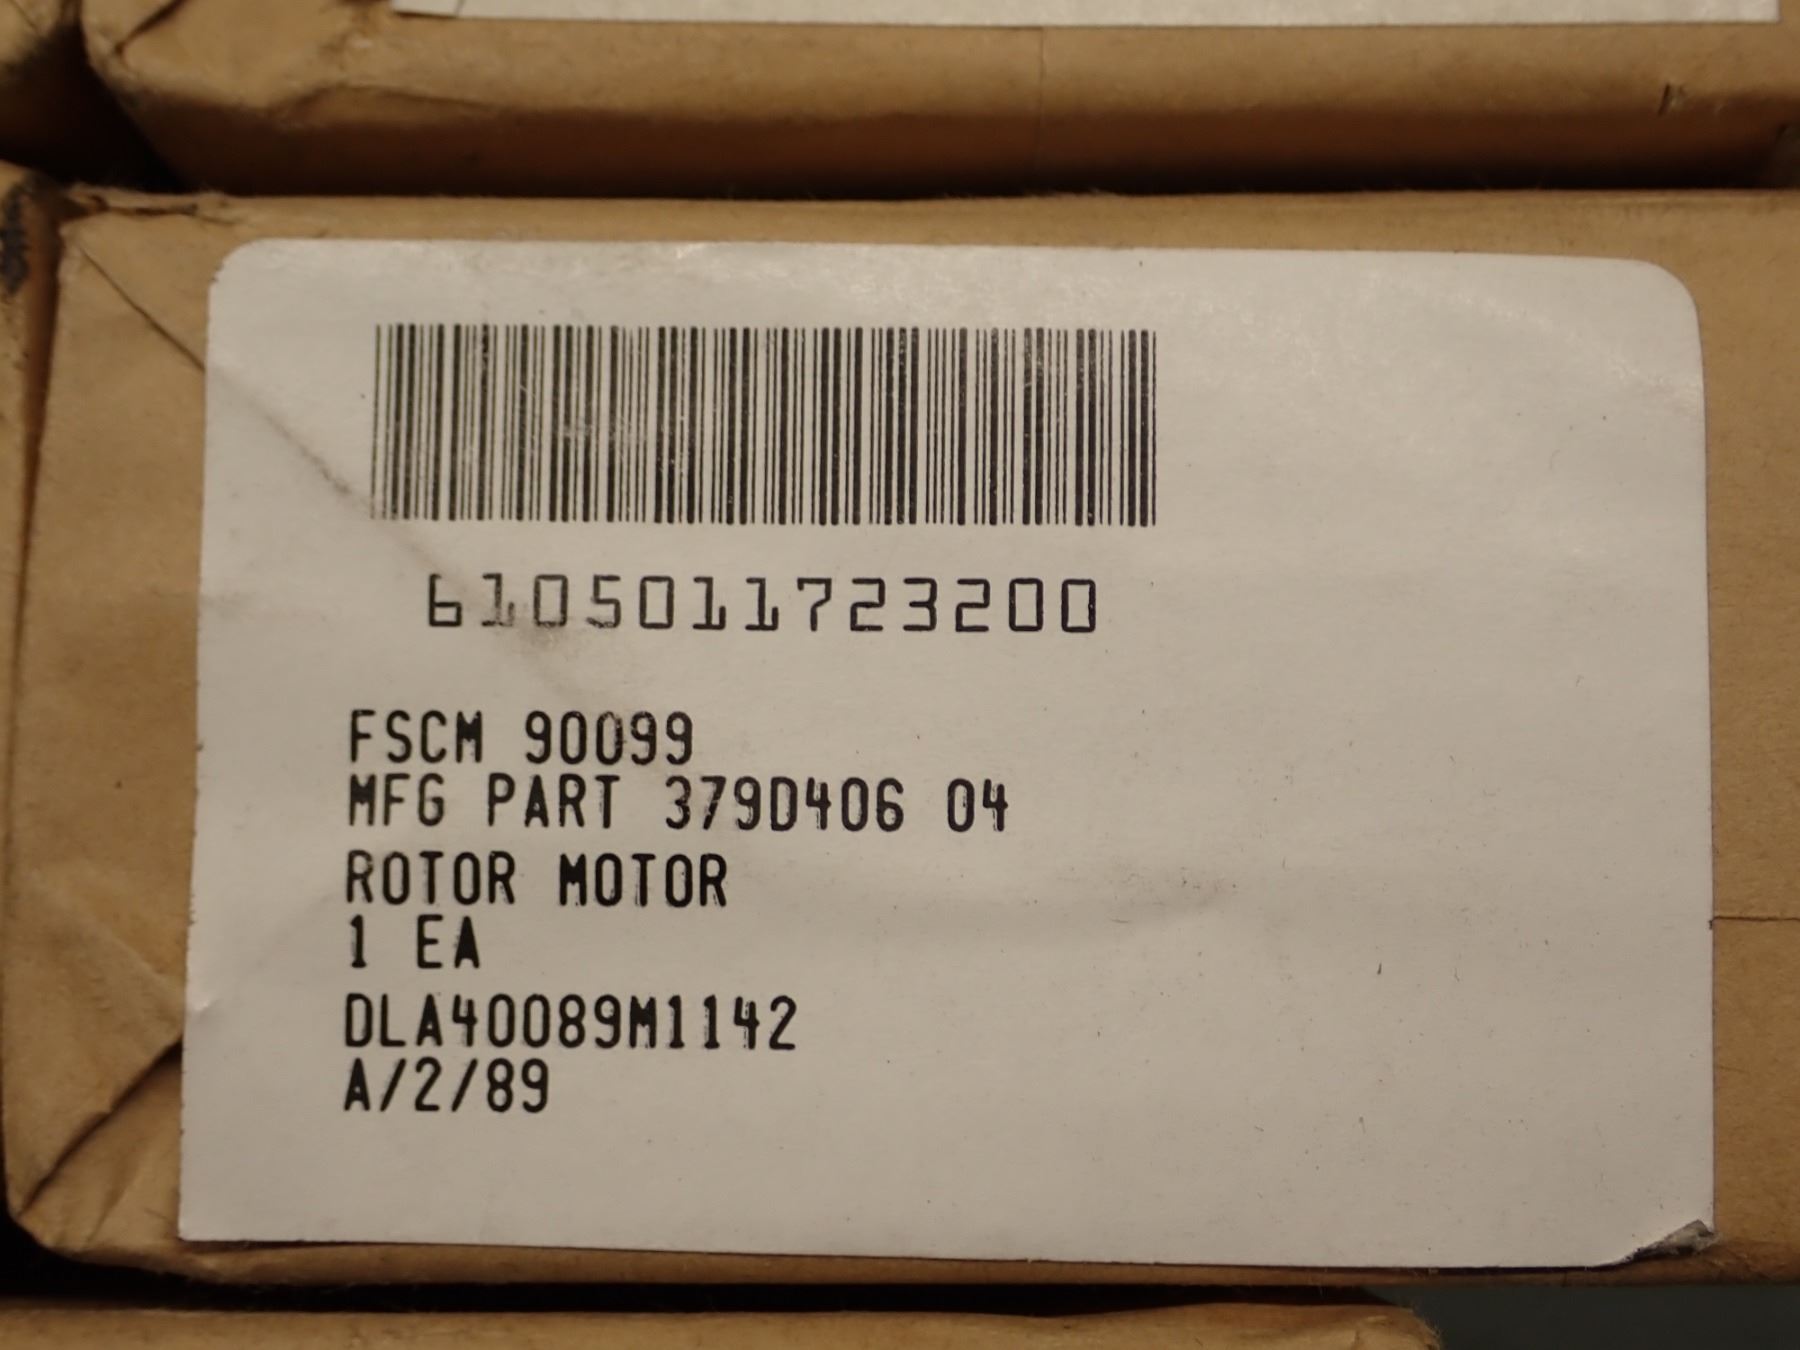 6105011723200
FSCM 90099
MFG PART 379D406 04
ROTOR MOTOR
1 EA
DLA40089M1142
A/2/89